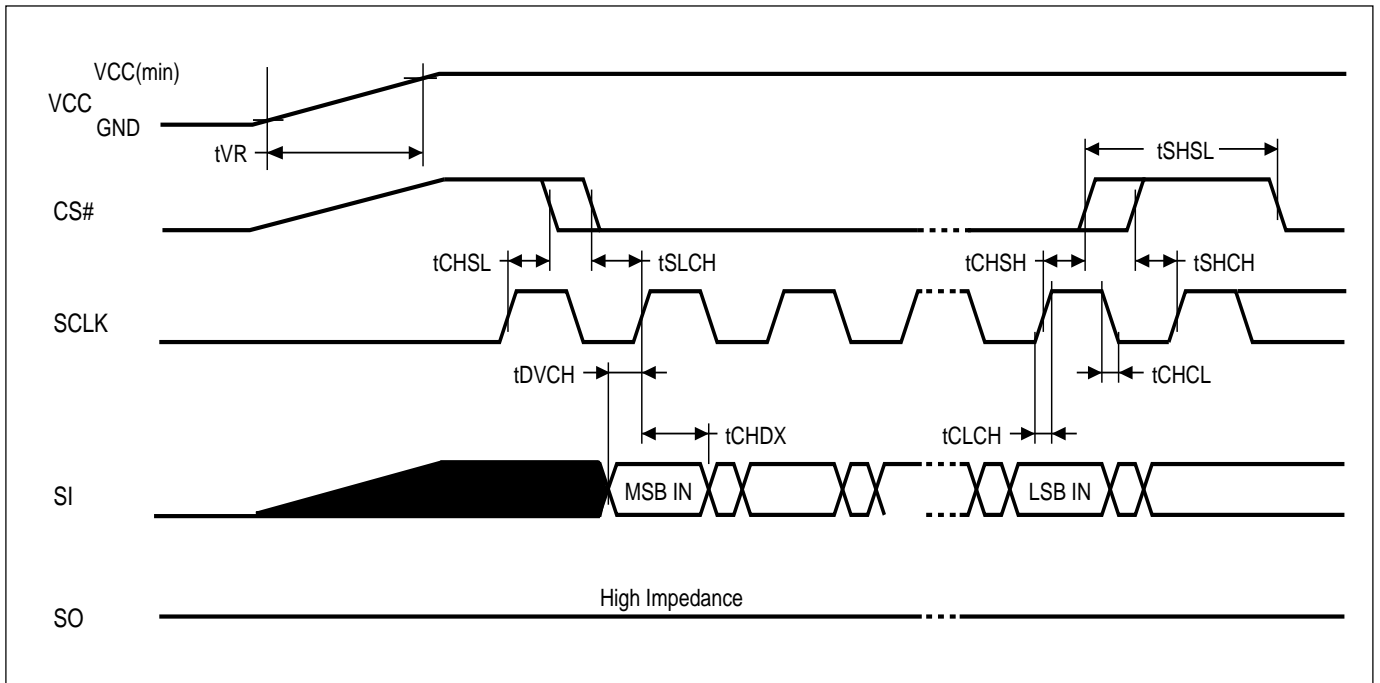 VCC(min)
VCC
GND
tVR
tSHSL
CS#
tCHSL
tSLCH
tCHSH
tSHCH
SCLK
tDVCH
tCHCL
tCHDX
tCLCH
SI
MSB IN
LSB IN
High Impedance
SO